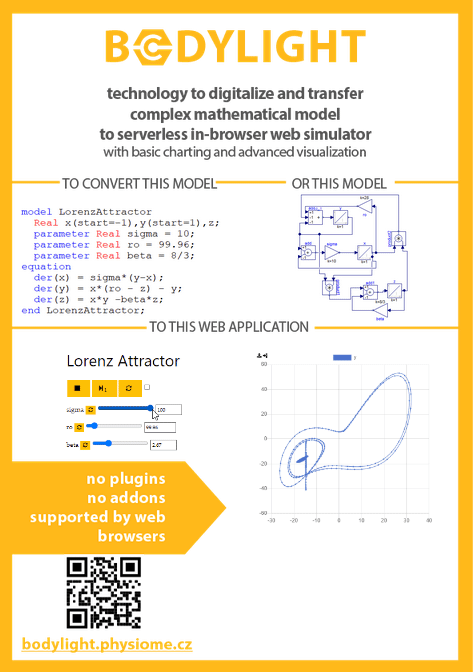 BODYLIGHT
technology to digitalize and transfer
complex mathematical model
to serverless in-browser web simulator
with basic charting and advanced visualization
TO CONVERT THIS MODEL
OR THIS MODEL
model LorenzAttractor
Real x(start=-1),y(start=1),z;
parameter Real sigma = 10;
parameter Real ro = 99.96;
parameter Real beta = 8/3;
equation
der(x) = sigma*(y-x);
der(y) = x*(ro - z) - y;
der(z) = x*y -beta*z;
end LorenzAttractor;
sigma
beta
TO THIS WEB APPLICATION
Lorenz Attractor
sigma 100
ro 99.96
beta 2.67
60
40
20
0
-20
-40
-60
-30 -20 -10 0 10 20 30 40
no plugins
no addons
supported by web
browsers
bodylight.physiome.cz